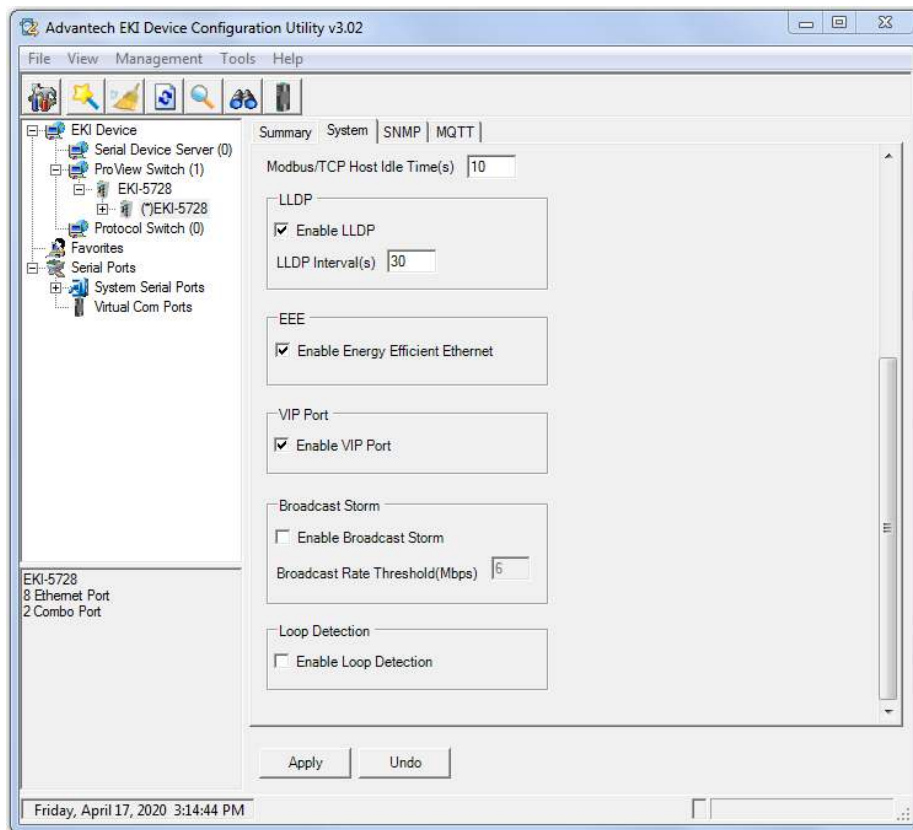 Advantech EKI Device Configuration Utility v3.02
File View Management Tools Help
EKI Device
Serial Device Server (0)
ProView Switch (1)
EKI-5728
(*)EKI-5728
Protocol Switch (0)
Favorites
Serial Ports
System Serial Ports
Virtual Com Ports
EKI-5728
8 Ethernet Port
2 Combo Port
Summary System SNMP MQTT
Modbus/TCP Host Idle Time(s) 10
LLDP
Enable LLDP
LLDP Interval(s) 30
EEE
Enable Energy Efficient Ethernet
VIP Port
Enable VIP Port
Broadcast Storm
Enable Broadcast Storm
Broadcast Rate Threshold(Mbps) 6
Loop Detection
Enable Loop Detection
Apply Undo
Friday, April 17, 2020 3:14:44 PM